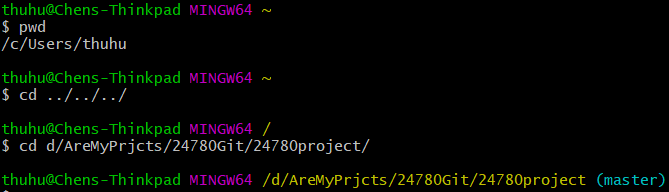 thuhu@Chens-Thinkpad MINGW64 ~
$ pwd
/c/Users/thuhu
thuhu@Chens-Thinkpad MINGW64 ~
$ cd ../../../
thuhu@Chens-Thinkpad MINGW64 /
$ cd d/AreMyPrjcts/24780Git/24780project/
thuhu@Chens-Thinkpad MINGW64 /d/AreMyPrjcts/24780Git/24780project (master)